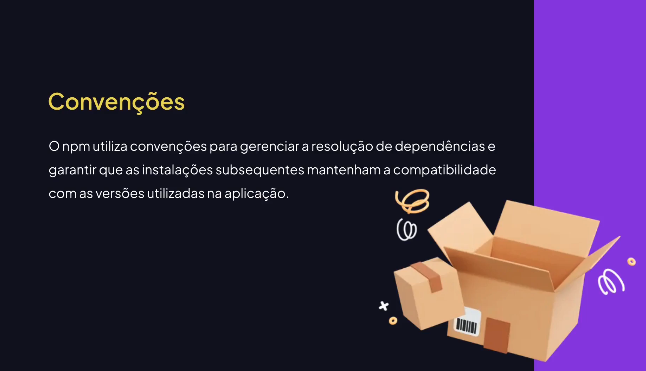 Convenções
O npm utiliza convenções para gerenciar a resolução de dependências e
garantir que as instalações subsequentes mantenham a compatibilidade
com as versões utilizadas na aplicação.